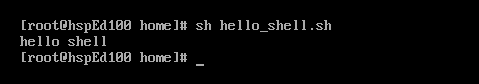 [root@hspEd100 home]# sh hello_shell.sh
hello shell
[root@hspEd100 home]# _